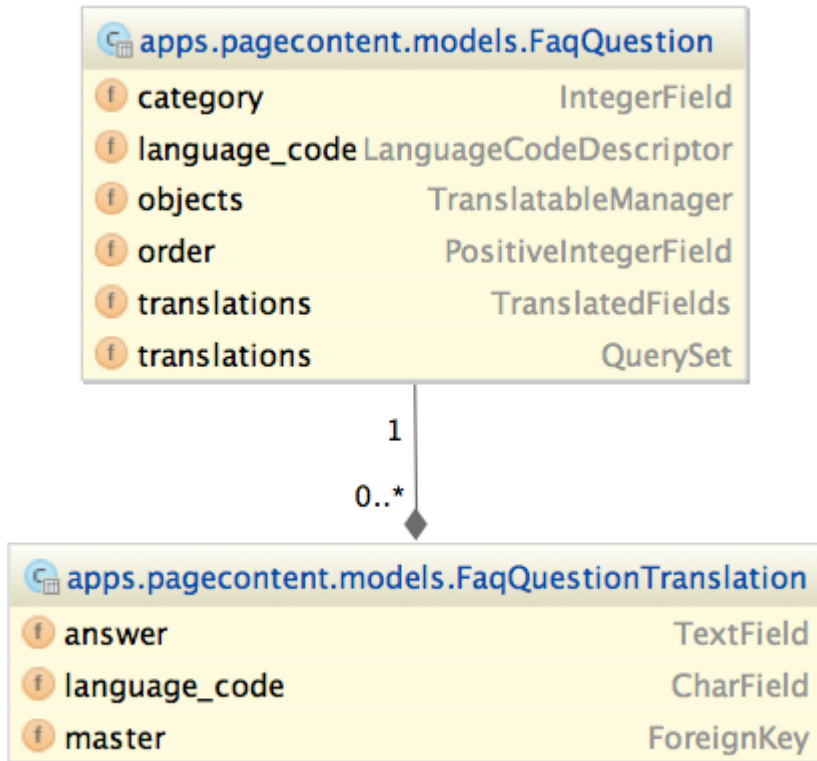 apps.pagecontent.models.FaqQuestion
category IntegerField
language_code LanguageCodeDescriptor
objects TranslatableManager
order PositiveIntegerField
translations TranslatedFields
translations QuerySet
1
0..*
apps.pagecontent.models.FaqQuestionTranslation
answer TextField
language_code CharField
master ForeignKey